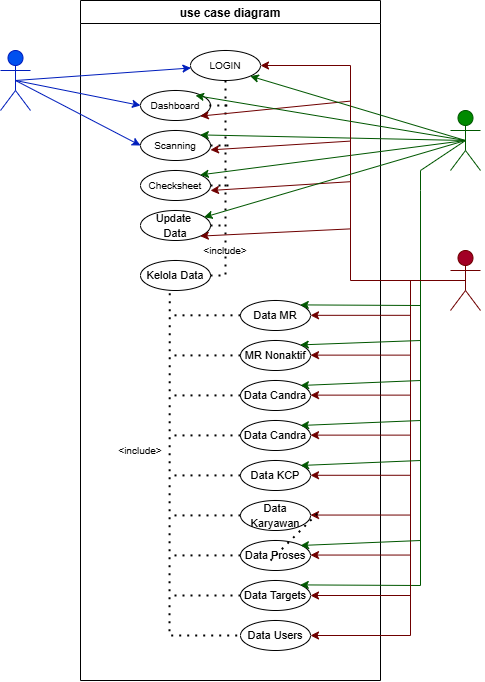 use case diagram
LOGIN
Dashboard
Scanning
Checksheet
Update
Data
<include>
Kelola Data
Data MR
MR Nonaktif
Data Candra
Data Candra
<include>
Data KCP
Data
Karyawan
Data Proses
Data Targets
Data Users